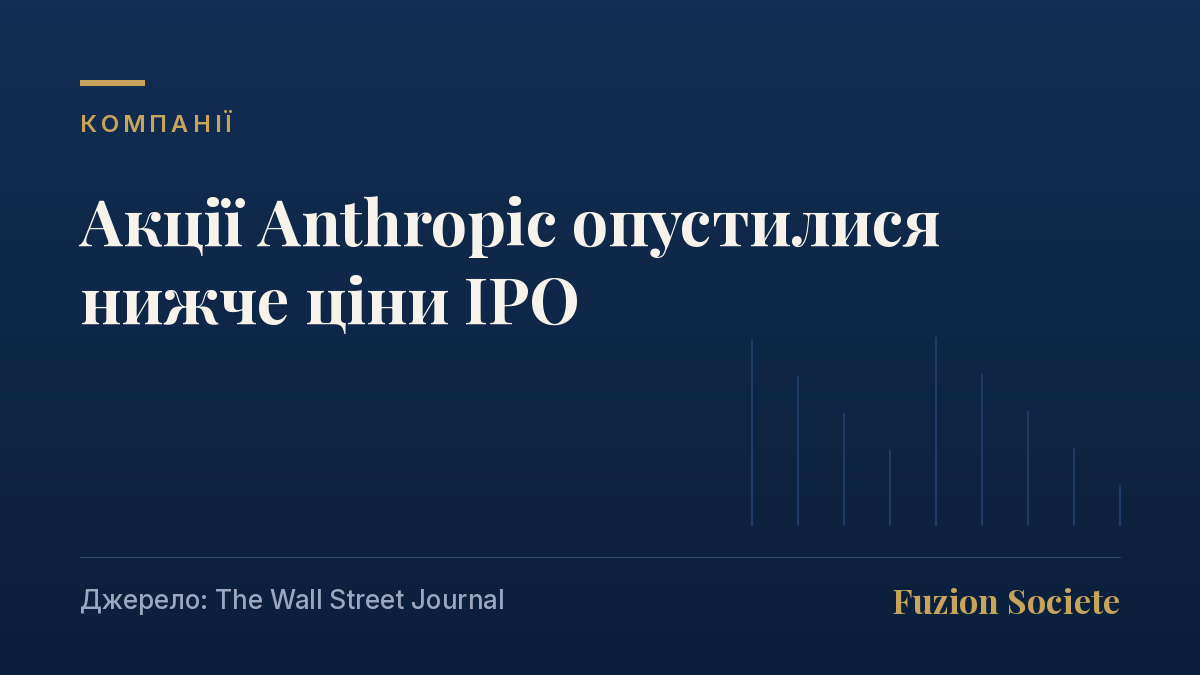 КОМПАНІЇ
Акції Anthropic опустилися
нижче ціни IPO
Джерело: The Wall Street Journal
Fuzion Societe